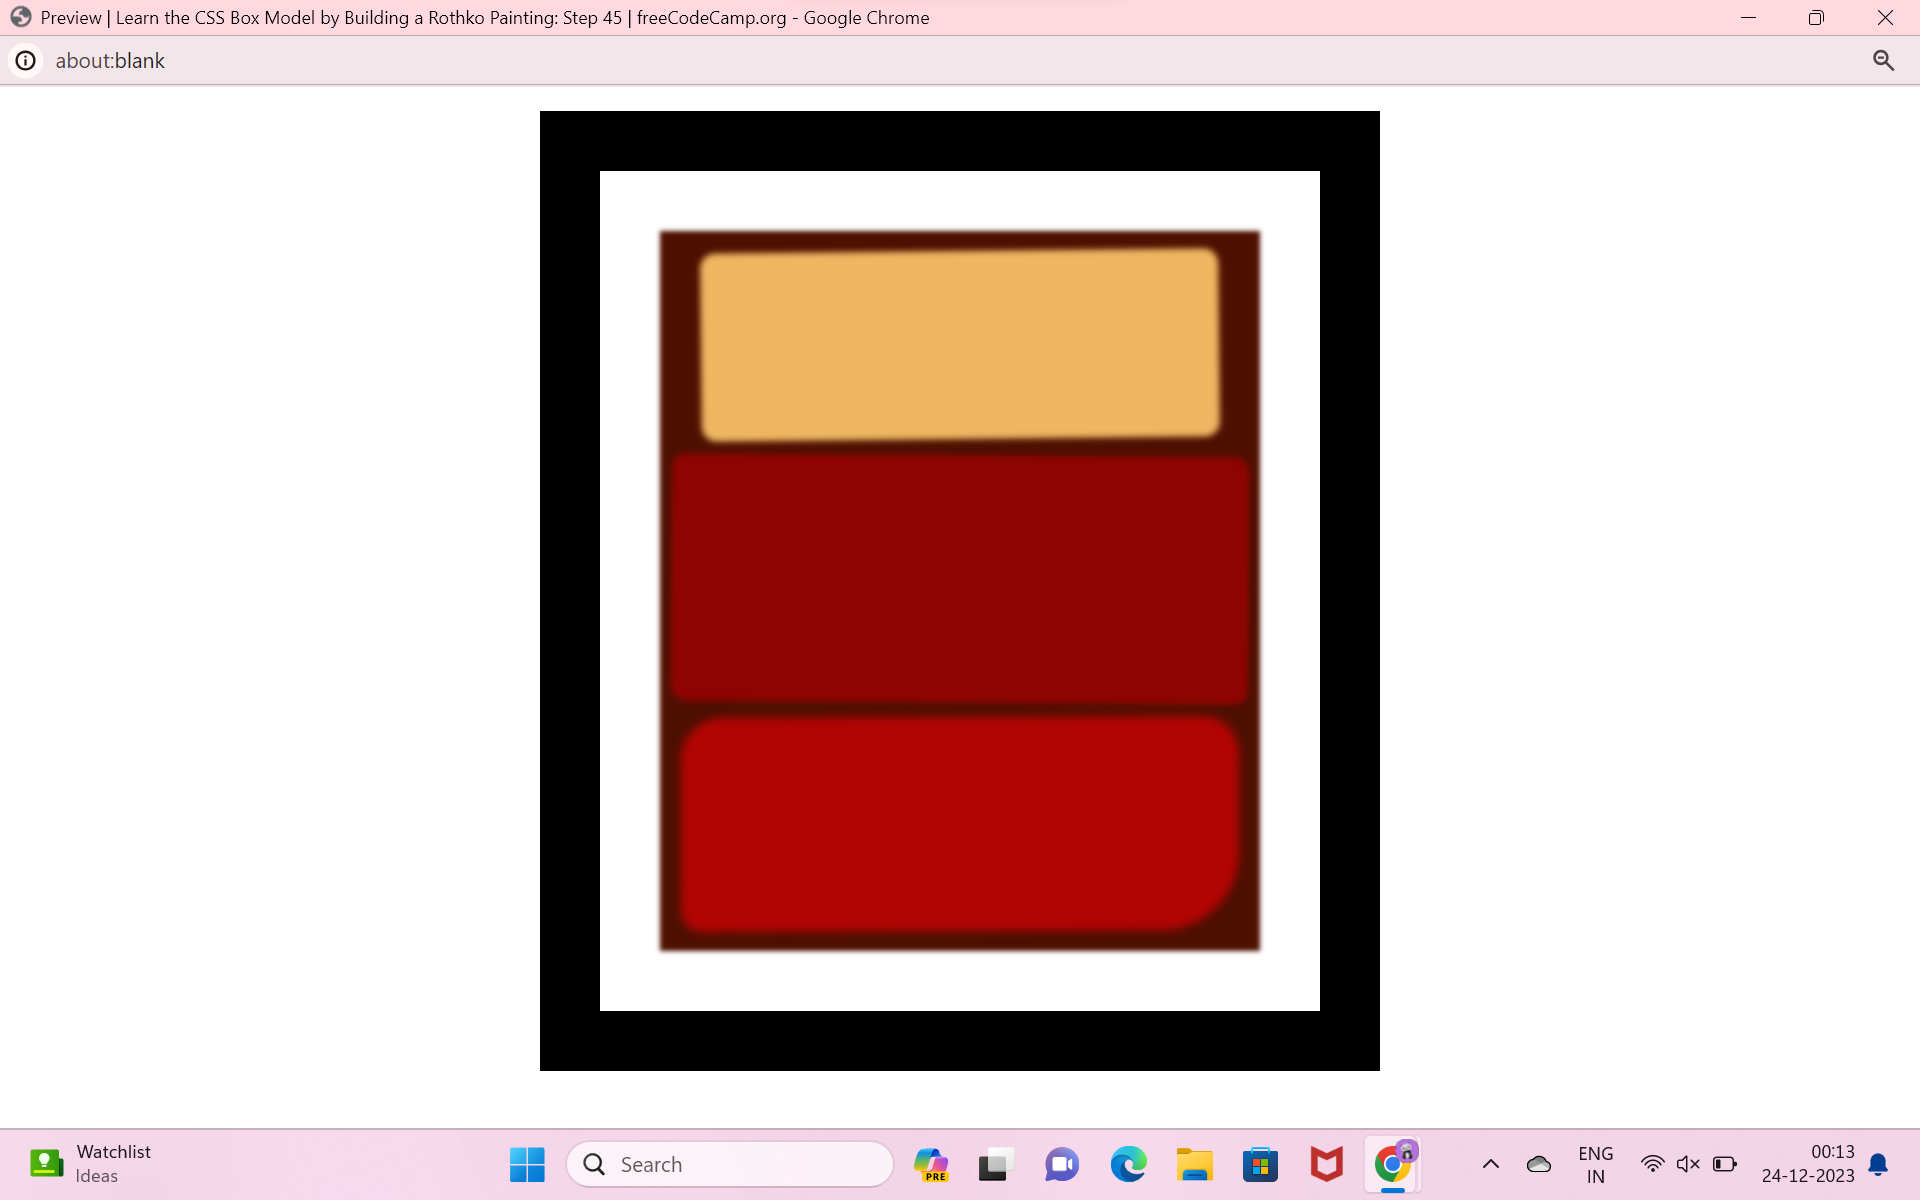 Preview | Learn the CSS Box Model by Building a Rothko Painting: Step 45 | freeCodeCamp.org - Google Chrome
about:blank
Watchlist
Ideas
Search
PRE
ENG
IN
00:13
24-12-2023